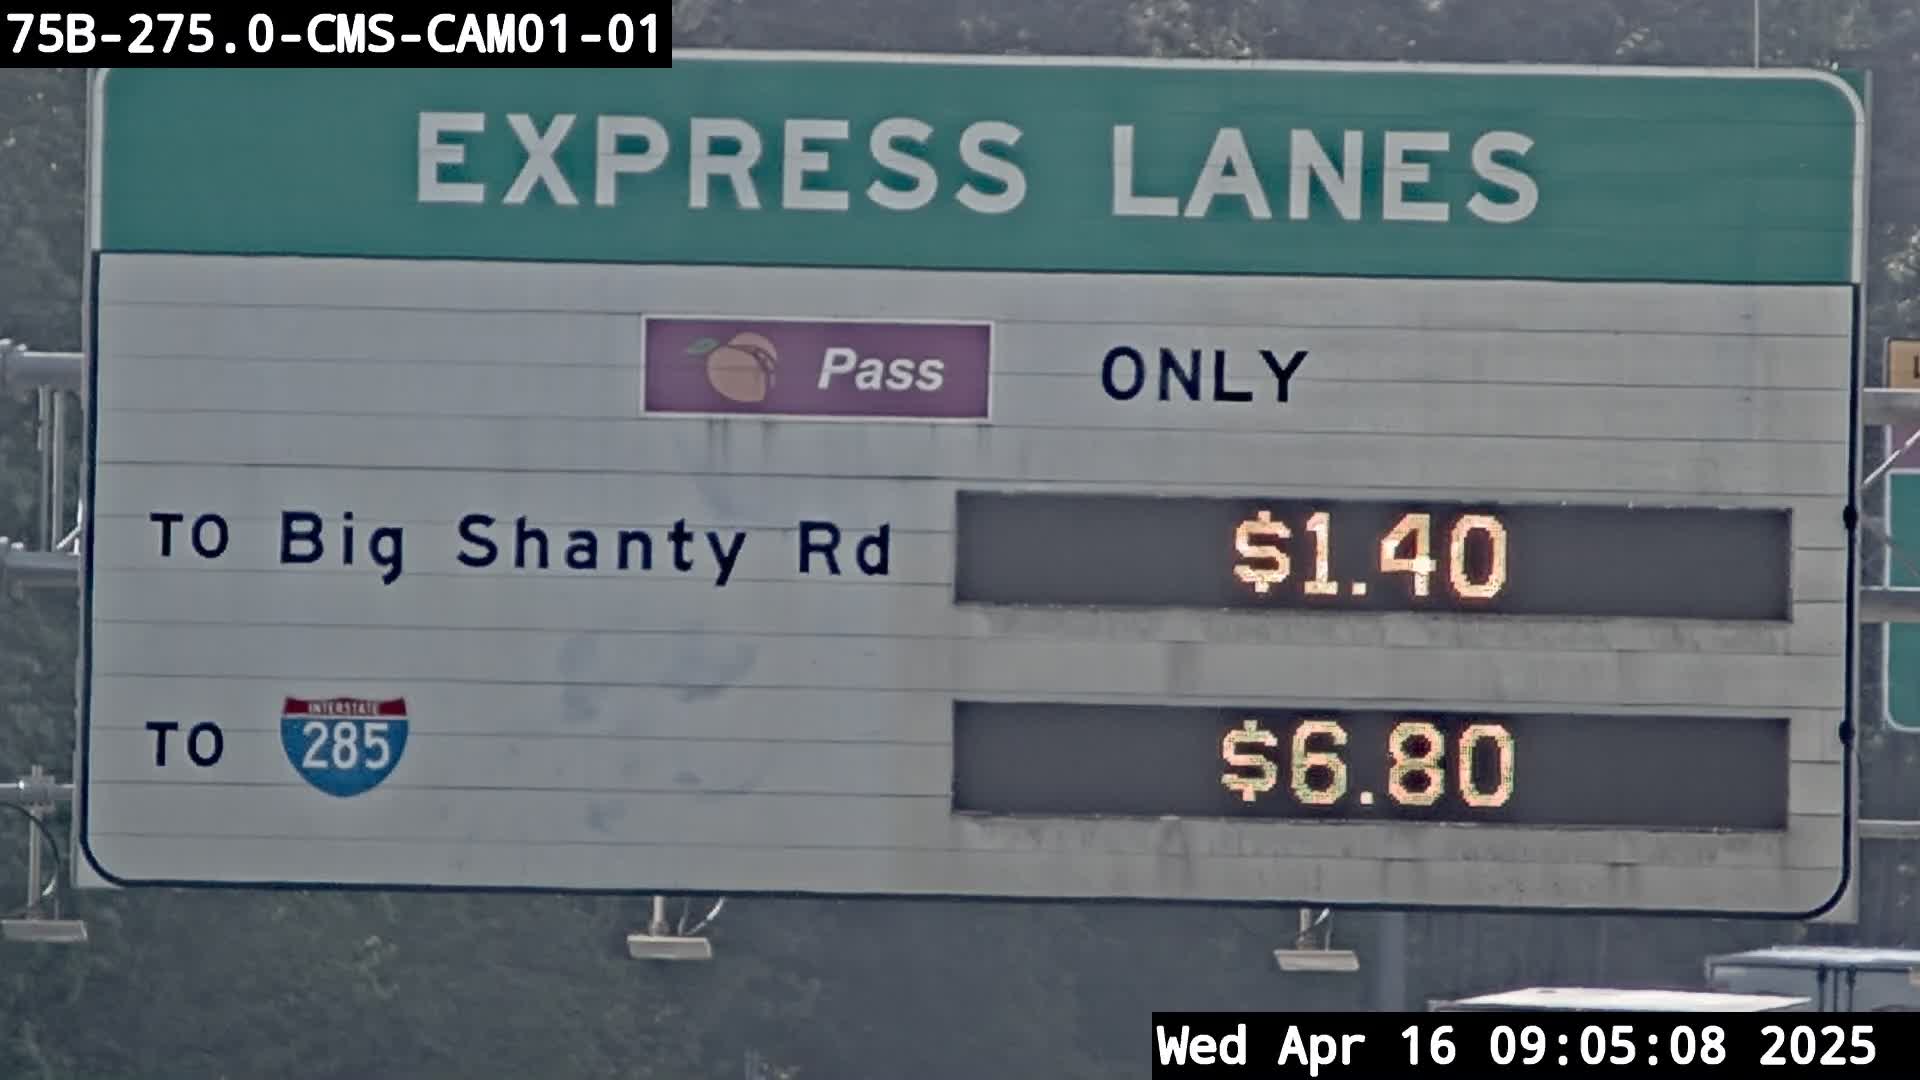 75B-275.0-CMS-CAM01-01
EXPRESS LANES
Pass ONLY
TO Big Shanty Rd $1.40
INTERSTATE
TO 285 $6.80
Wed Apr 16 09:05:08 2025